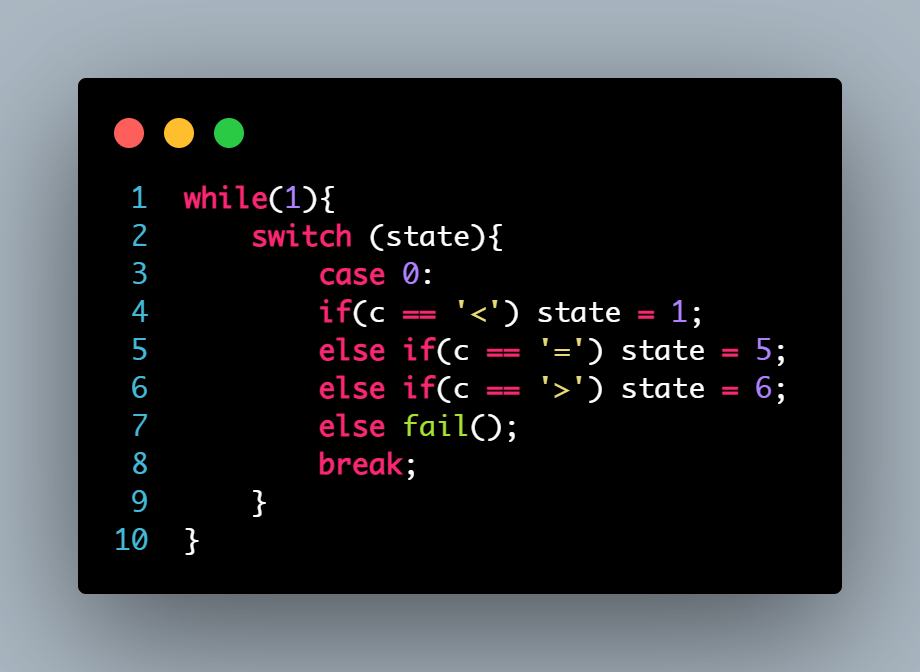 1 while(1){
2     switch (state){
3         case 0:
4         if(c == '<') state = 1;
5         else if(c == '=') state = 5;
6         else if(c == '>') state = 6;
7         else fail();
8         break;
9     }
10 }